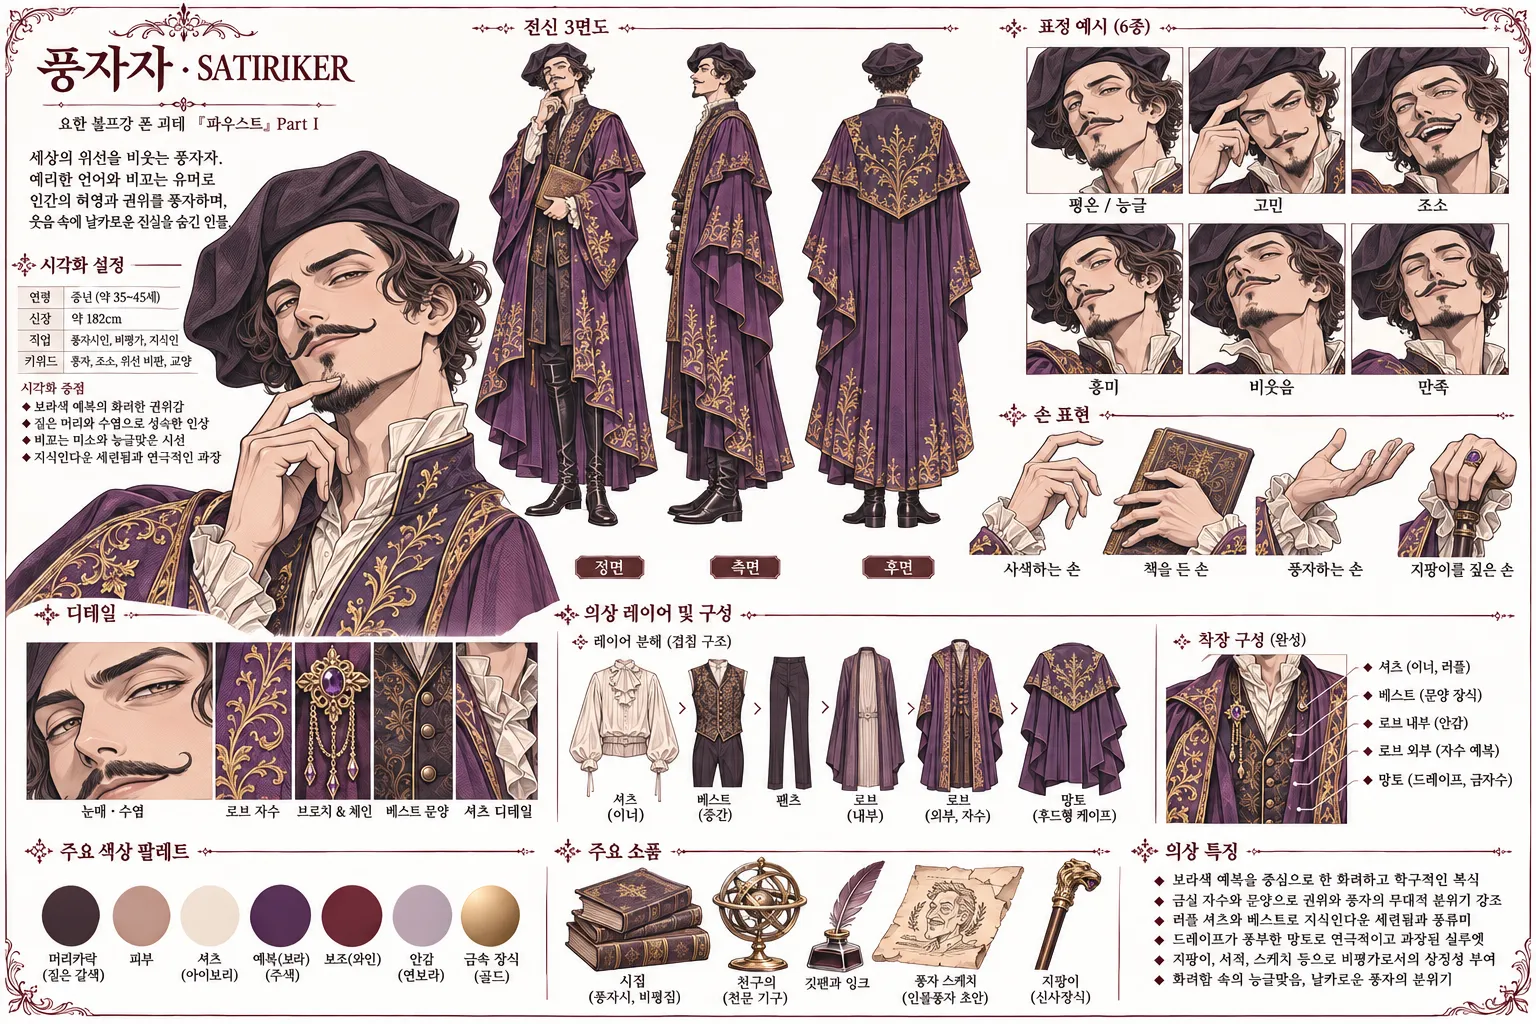 풍자자 · SATIRIKER
요한 볼프강 폰 괴테 『파우스트』 Part I
세상의 위선을 비웃는 풍자자.
예리한 언어와 비꼬는 유머로
인간의 허영과 권위를 풍자하며,
웃음 속에 날카로운 진실을 숨긴 인물.
시각화 설정
연령 중년 (약 35~45세)
신장 약 182cm
직업 풍자시인, 비평가, 지식인
키워드 풍자, 조소, 위선 비판, 교양
시각화 중점
◆ 보라색 예복의 화려한 권위감
◆ 짙은 머리와 수염으로 성숙한 인상
◆ 비꼬는 미소와 능글맞은 시선
◆ 지식인다운 세련됨과 연극적인 과장
전신 3면도
정면
측면
후면
표정 예시 (6종)
평온 / 능글
고민
조소
흥미
비웃음
만족
손 표현
사색하는 손
책을 든 손
풍자하는 손
지팡이를 짚은 손
디테일
눈매 · 수염
로브 자수
브로치 & 체인
베스트 문양
셔츠 디테일
의상 레이어 및 구성
레이어 분해 (겹침 구조)
셔츠
(이너)
베스트
(중간)
팬츠
로브
(내부)
로브
(외부, 자수)
망토
(후드형 케이프)
착장 구성 (완성)
◆ 셔츠 (이너, 러플)
◆ 베스트 (문양 장식)
◆ 로브 내부 (안감)
◆ 로브 외부 (자수 예복)
◆ 망토 (드레이프, 금자수)
주요 색상 팔레트
머리카락
(짙은 갈색)
피부
셔츠
(아이보리)
예복(보라)
(주색)
보조(와인)
안감
(연보라)
금속 장식
(골드)
주요 소품
시집
(풍자시, 비평집)
천구의
(천문 기구)
깃펜과 잉크
풍자 스케치
(인물풍자 초안)
지팡이
(신사장식)
의상 특징
◆ 보라색 예복을 중심으로 한 화려하고 학구적인 복식
◆ 금실 자수와 문양으로 권위와 풍자의 무대적 분위기 강조
◆ 러플 셔츠와 베스트로 지식인다운 세련됨과 풍류미
◆ 드레이프가 풍부한 망토로 연극적이고 과장된 실루엣
◆ 지팡이, 서적, 스케치 등으로 비평가로서의 상징성 부여
◆ 화려함 속의 능글맞음, 날카로운 풍자의 분위기